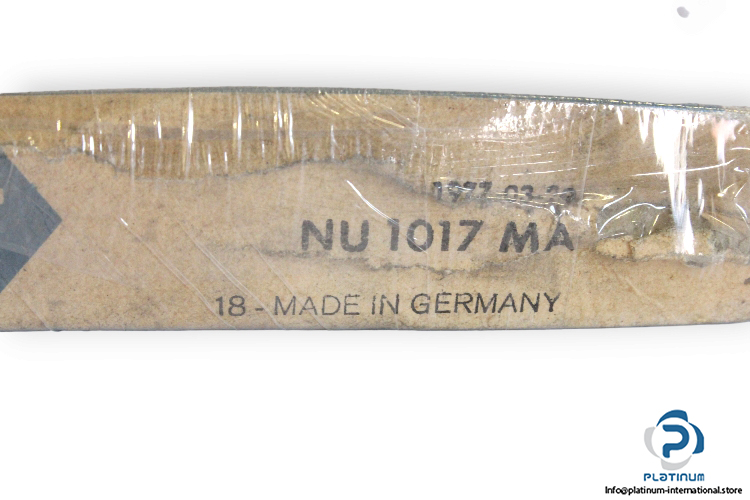 NU 1017 MA
18 - MADE IN GERMANY
PLATINUM
Info@platinum-international.store